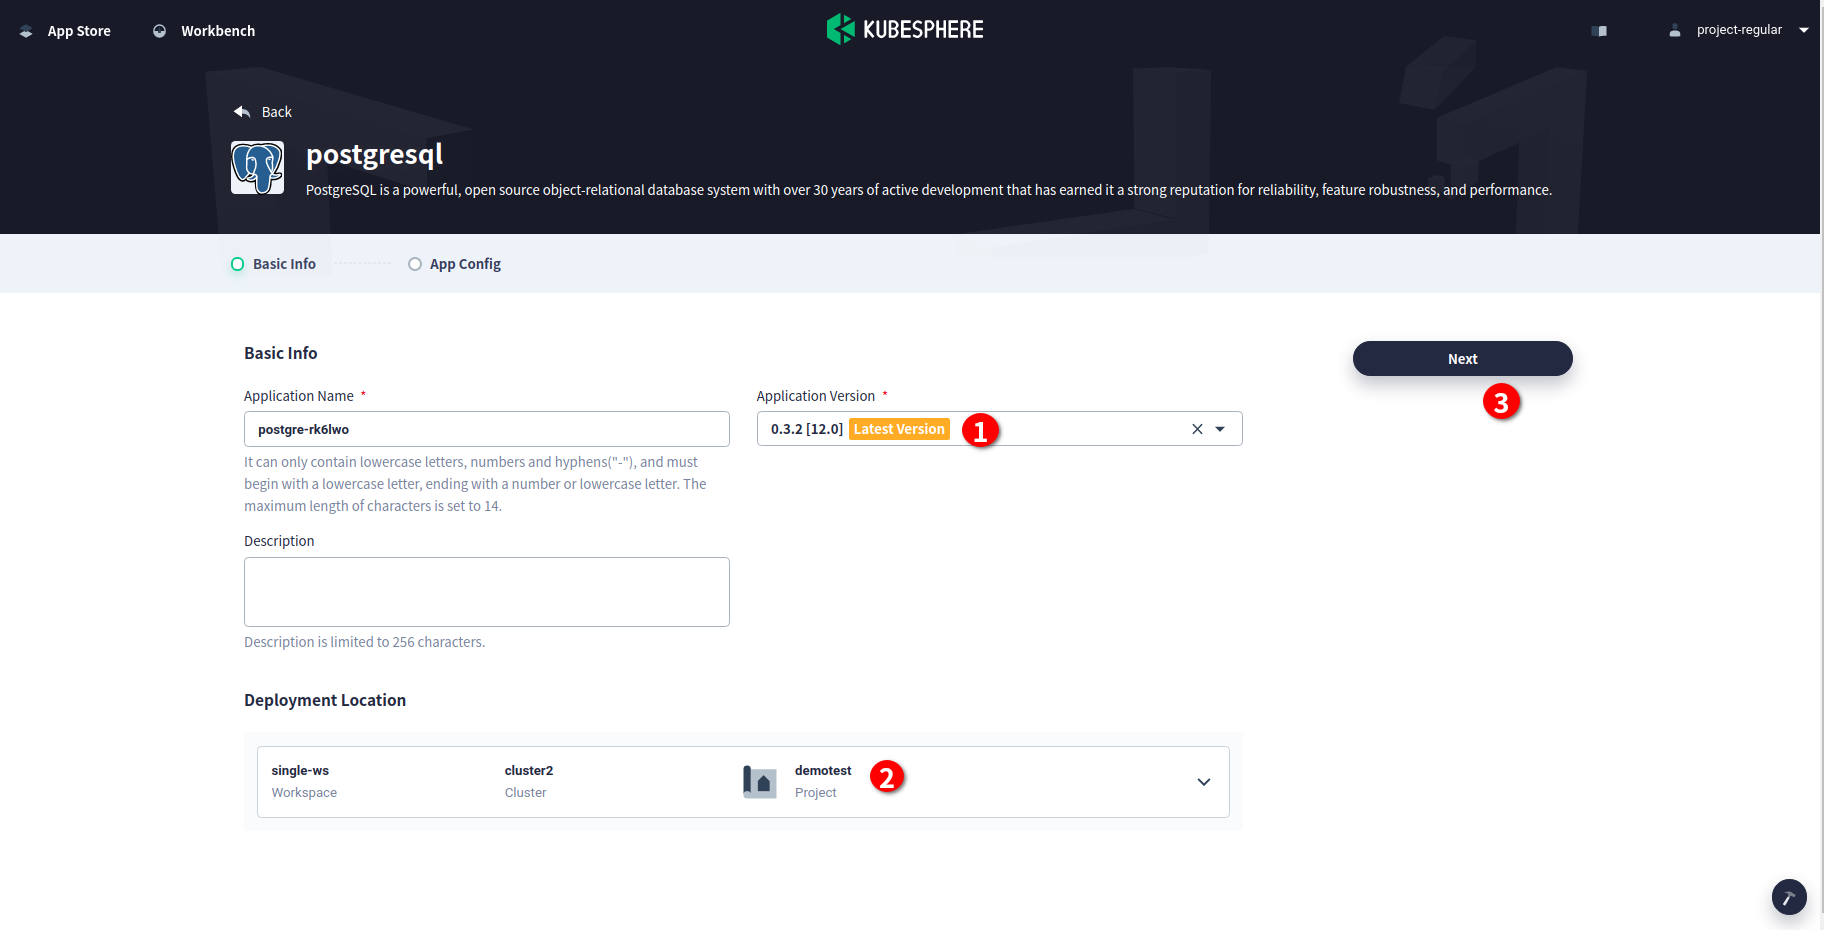 App Store
Workbench
KUBESPHERE
project-regular
Back
postgresql
PostgreSQL is a powerful, open source object-relational database system with over 30 years of active development that has earned it a strong reputation for reliability, feature robustness, and performance.
Basic Info
App Config
Basic Info
Next
3
Application Name *
Application Version *
postgre-rk6lwo
0.3.2 [12.0] Latest Version
1
It can only contain lowercase letters, numbers and hyphens("-"), and must
begin with a lowercase letter, ending with a number or lowercase letter. The
maximum length of characters is set to 14.
Description
Description is limited to 256 characters.
Deployment Location
single-ws
Workspace
cluster2
Cluster
demotest
Project
2